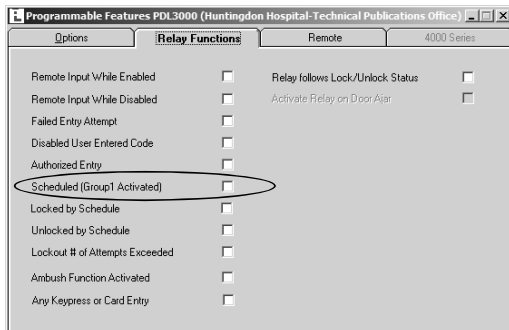 Programmable Features PDL3000 (Huntingdon Hospital-Technical Publications Office)
Options Relay Functions Remote 4000 Series
Remote Input While Enabled
Remote Input While Disabled
Failed Entry Attempt
Disabled User Entered Code
Authorized Entry
Scheduled (Group1 Activated)
Locked by Schedule
Unlocked by Schedule
Lockout # of Attempts Exceeded
Ambush Function Activated
Any Keypress or Card Entry
Relay follows Lock/Unlock Status
Activate Relay on Door Ajar